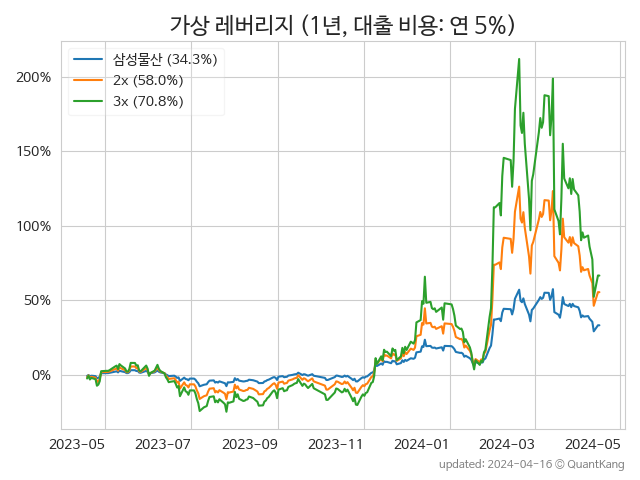 가상 레버리지 (1년, 대출 비용: 연 5%)
삼성물산 (34.3%)
2x (58.0%)
3x (70.8%)
200%
150%
100%
50%
0%
2023-05 2023-07 2023-09 2023-11 2024-01 2024-03 2024-05
updated: 2024-04-16 © QuantKang